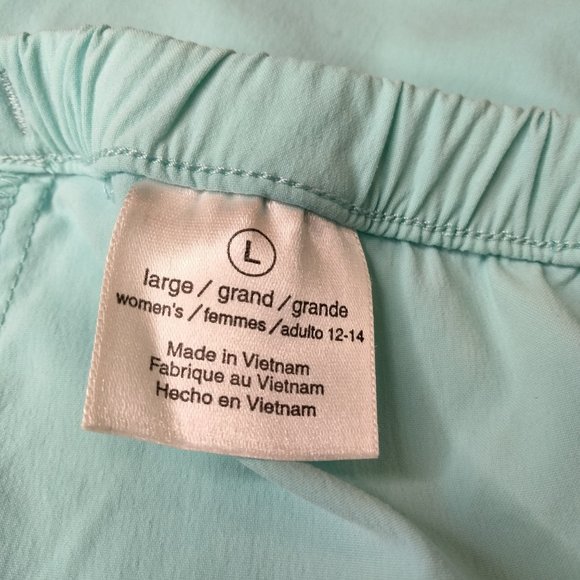 L
large / grand / grande
women's / femmes / adulto 12-14
Made in Vietnam
Fabrique au Vietnam
Hecho en Vietnam